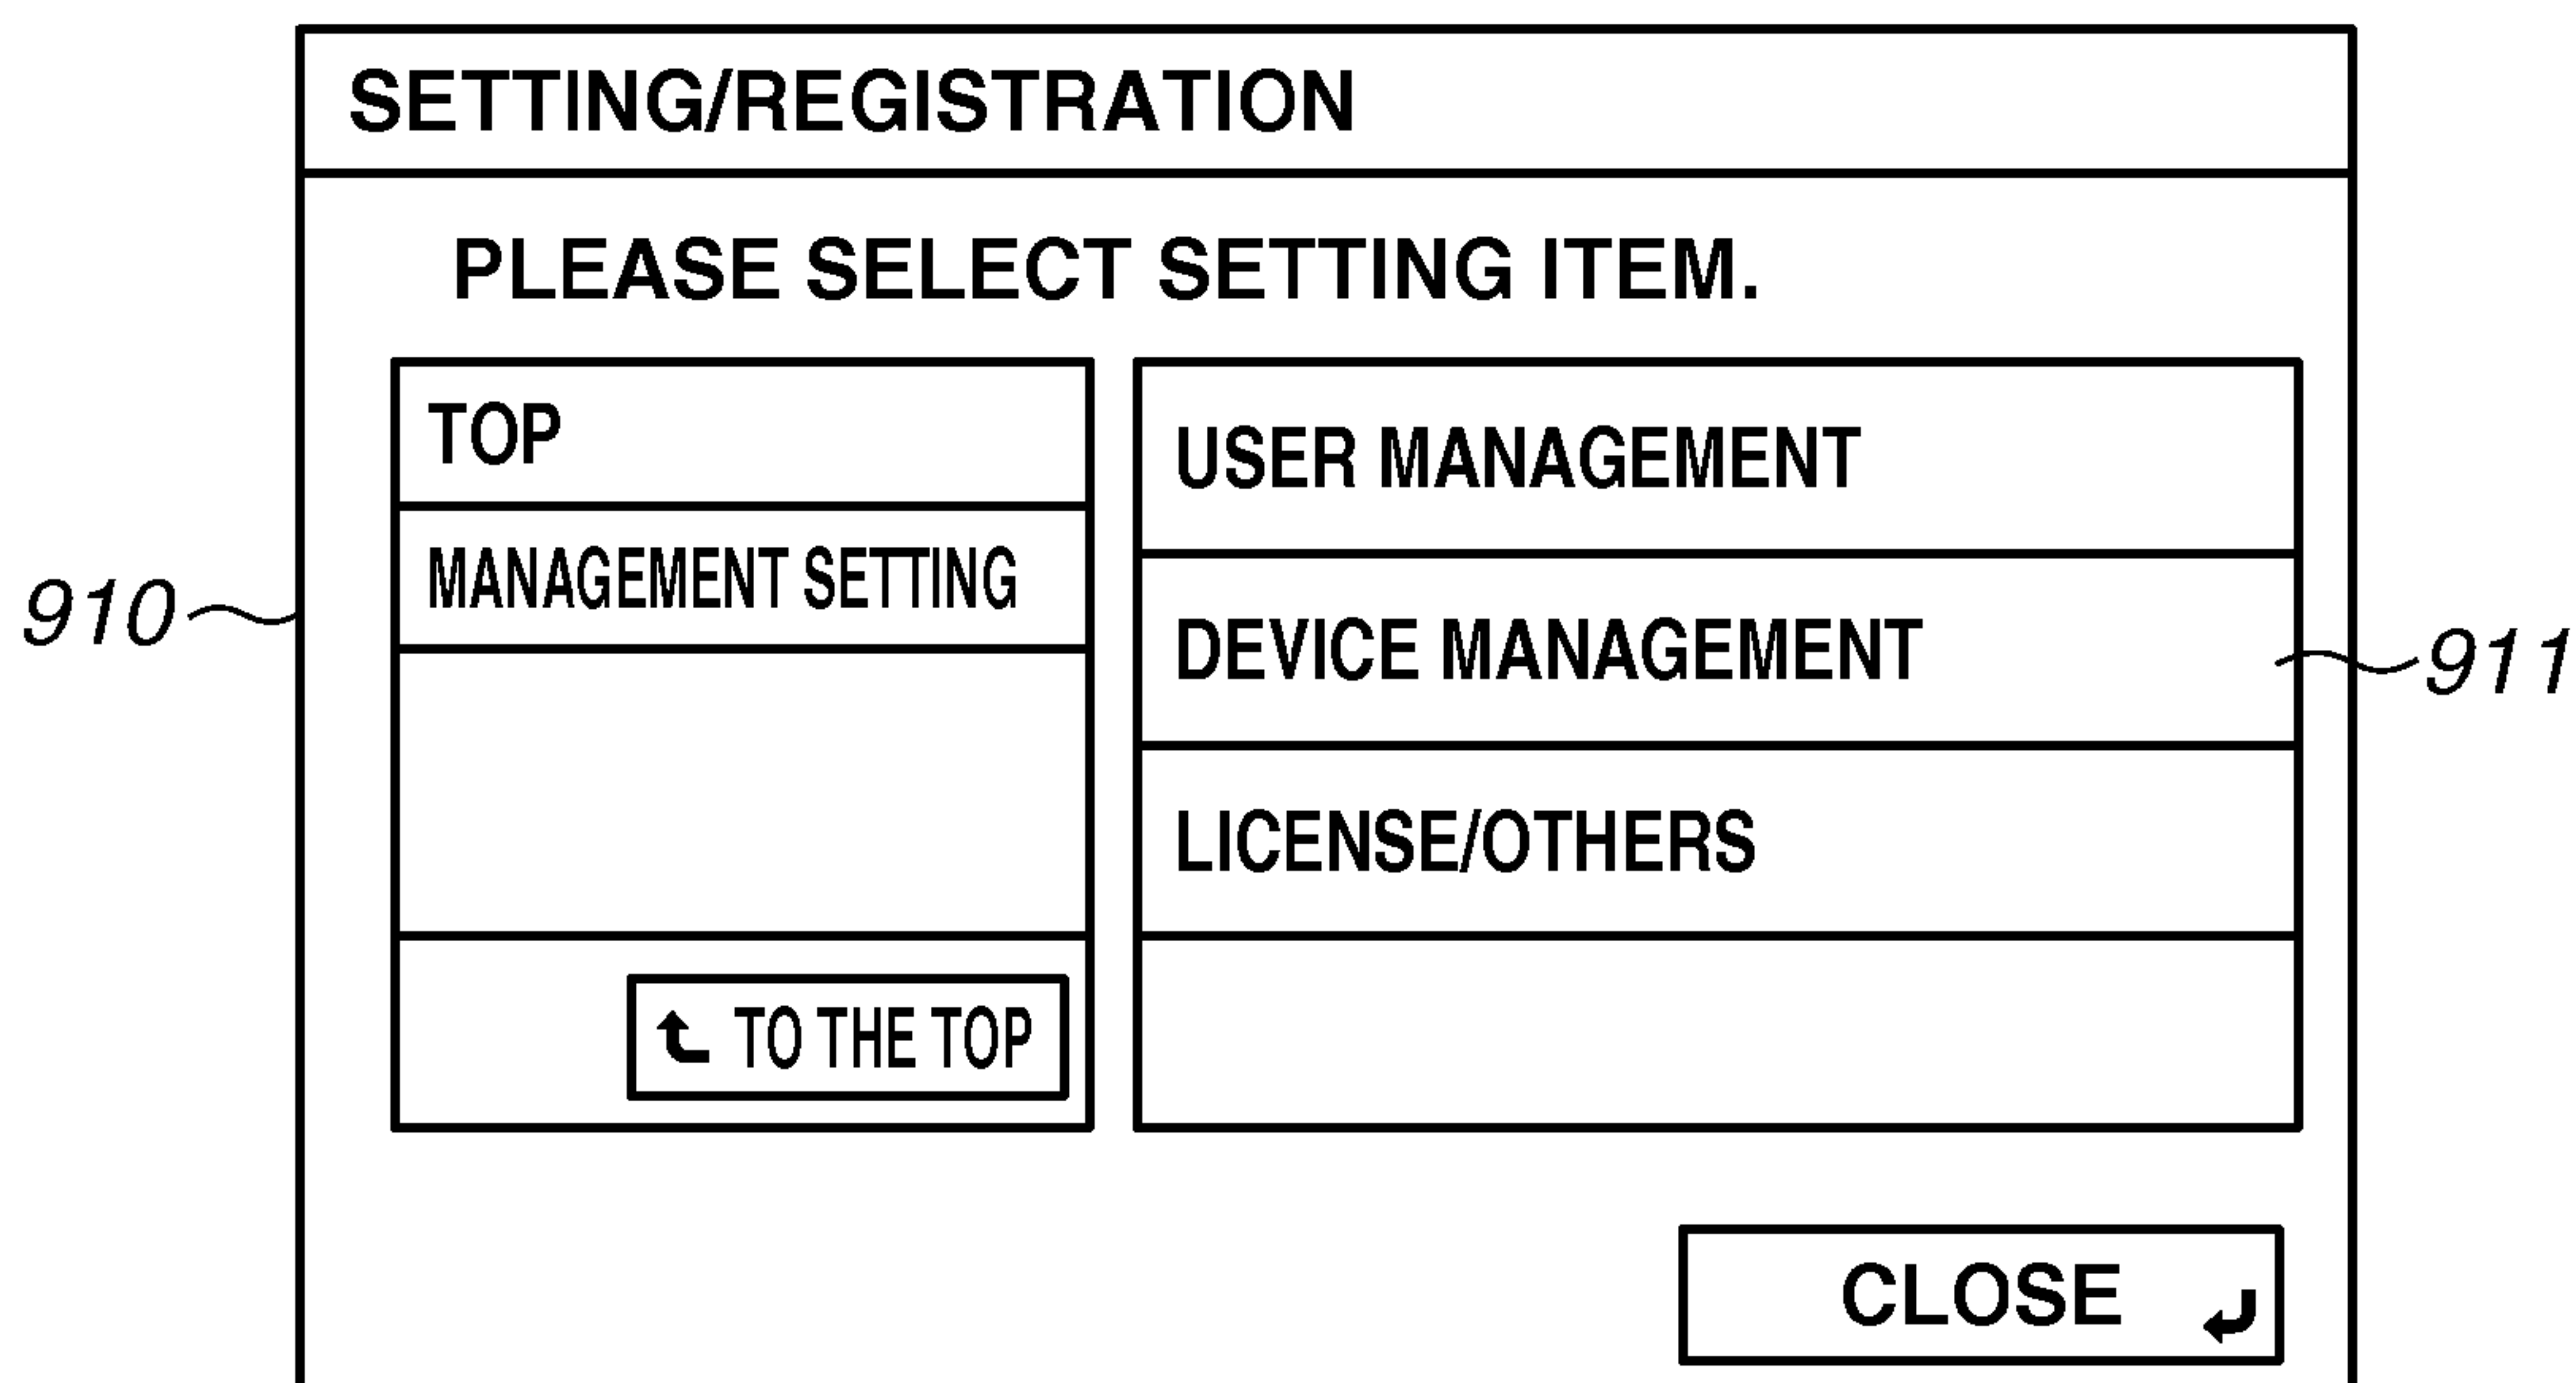 SETTING/REGISTRATION
PLEASE SELECT SETTING ITEM.
TOP
MANAGEMENT SETTING
TO THE TOP
USER MANAGEMENT
DEVICE MANAGEMENT
LICENSE/OTHERS
CLOSE
910
911